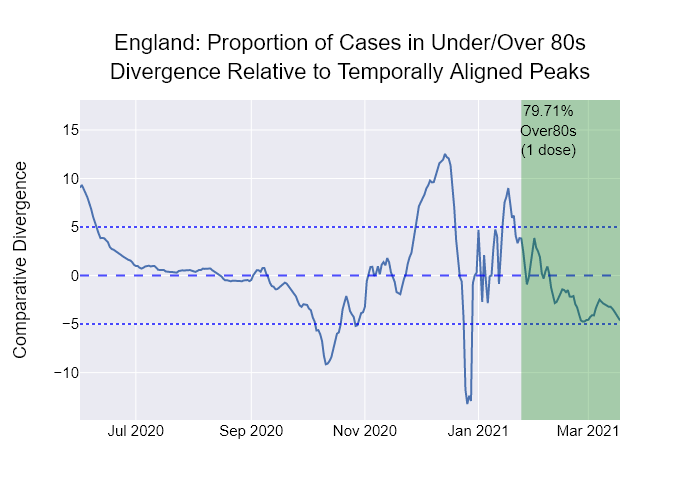 England: Proportion of Cases in Under/Over 80s
Divergence Relative to Temporally Aligned Peaks
79.71%
Over80s
(1 dose)
Comparative Divergence
15
10
5
0
−5
−10
Jul 2020
Sep 2020
Nov 2020
Jan 2021
Mar 2021